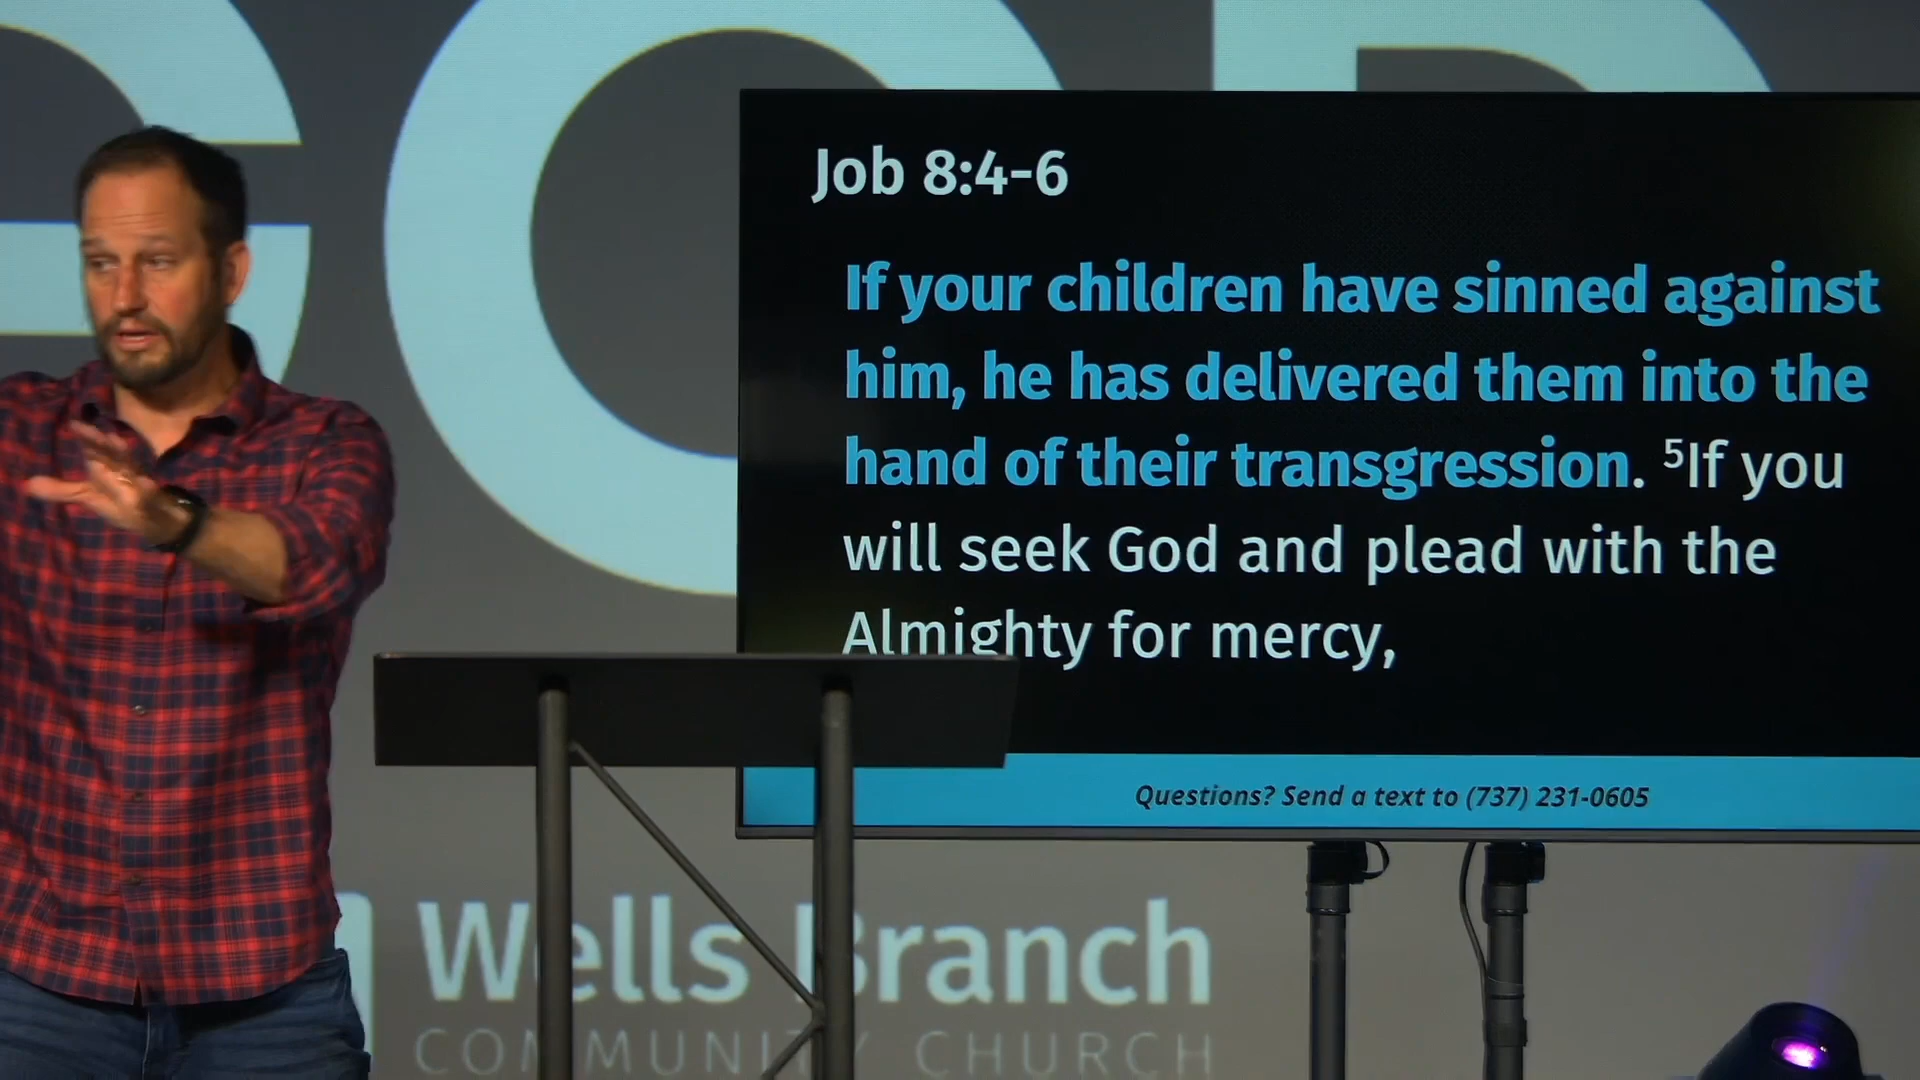 Job 8:4-6
If your children have sinned against
him, he has delivered them into the
hand of their transgression. ⁵If you
will seek God and plead with the
Almighty for mercy,
Questions? Send a text to (737) 231-0605
Wells Branch
COMMUNITY CHURCH